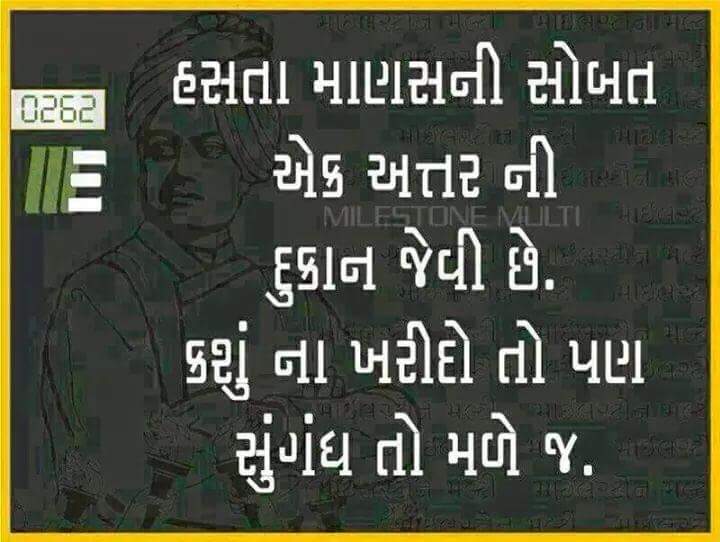 હસતા માણસની સોબત
0262
એક અત્તર ની
MILESTONE MULTI
દુકાન જેવી છે.
કશું ના ખરીદો તો પણ
સુંગંધ તો મળે જ.